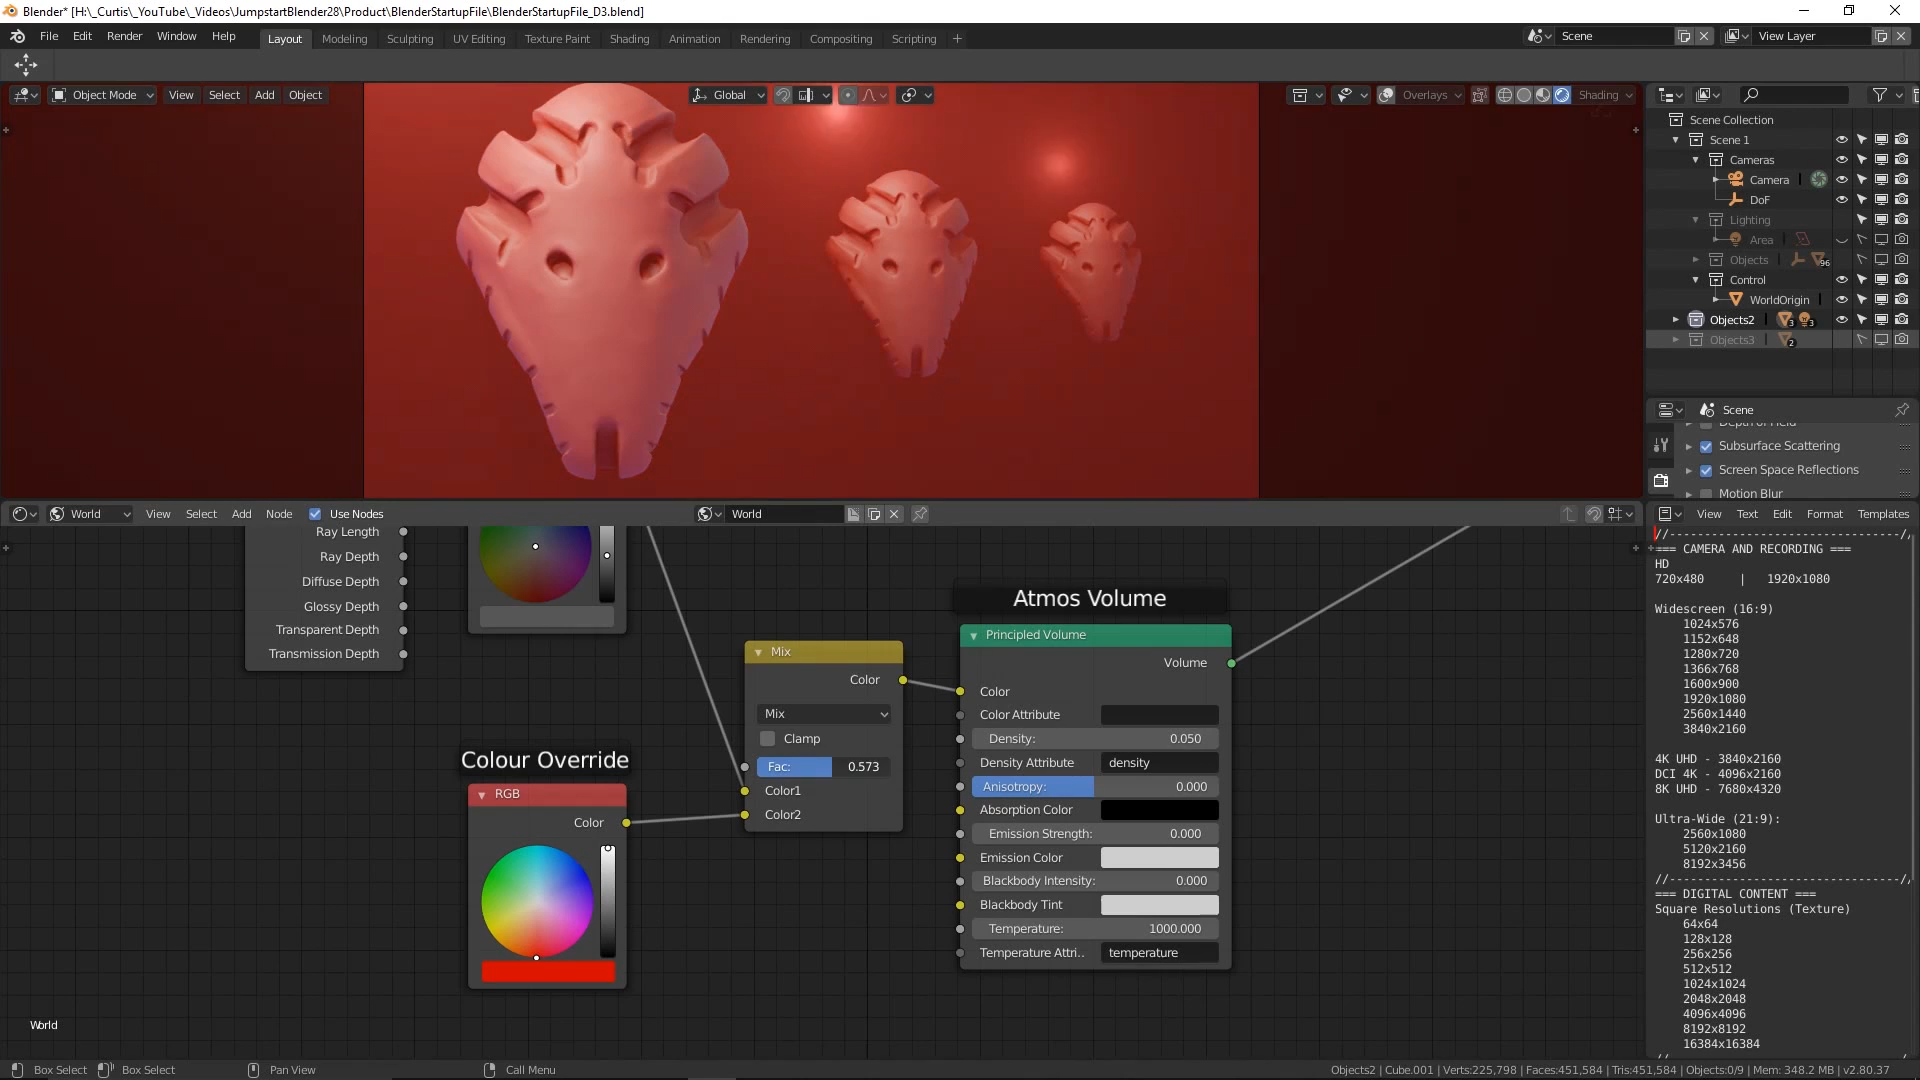 Blender* [H:\_Curtis\_YouTube\_Videos\JumpstartBlender28\Product\BlenderStartupFile\BlenderStartupFile_D3.blend]
File Edit Render Window Help Layout Modeling Sculpting UV Editing Texture Paint Shading Animation Rendering Compositing Scripting + Scene View Layer
Object Mode View Select Add Object Global Overlays Shading
Scene Collection
Scene 1
Cameras
Camera
DoF
Lighting
Area
Objects 96
Control
WorldOrigin
Objects2 3 3
Objects3 2
Scene
Depth of Field
Subsurface Scattering
Screen Space Reflections
Motion Blur
World View Select Add Node Use Nodes World
Ray Length
Ray Depth
Diffuse Depth
Glossy Depth
Transparent Depth
Transmission Depth
Colour Override
RGB
Color
Mix
Color
Mix
Clamp
Fac: 0.573
Color1
Color2
Atmos Volume
Principled Volume
Volume
Color
Color Attribute
Density: 0.050
Density Attribute density
Anisotropy: 0.000
Absorption Color
Emission Strength: 0.000
Emission Color
Blackbody Intensity: 0.000
Blackbody Tint
Temperature: 1000.000
Temperature Attri.. temperature
World
View Text Edit Format Templates
//-------------------------------//
=== CAMERA AND RECORDING ===
HD
720x480 | 1920x1080
Widescreen (16:9)
1024x576
1152x648
1280x720
1366x768
1600x900
1920x1080
2560x1440
3840x2160
4K UHD - 3840x2160
DCI 4K - 4096x2160
8K UHD - 7680x4320
Ultra-Wide (21:9):
2560x1080
5120x2160
8192x3456
//-------------------------------//
=== DIGITAL CONTENT ===
Square Resolutions (Texture)
64x64
128x128
256x256
512x512
1024x1024
2048x2048
4096x4096
8192x8192
16384x16384
Box Select Box Select Pan View Call Menu Objects2 | Cube.001 | Verts:225,798 | Faces:451,584 | Tris:451,584 | Objects:0/9 | Mem: 348.2 MB | v2.80.37